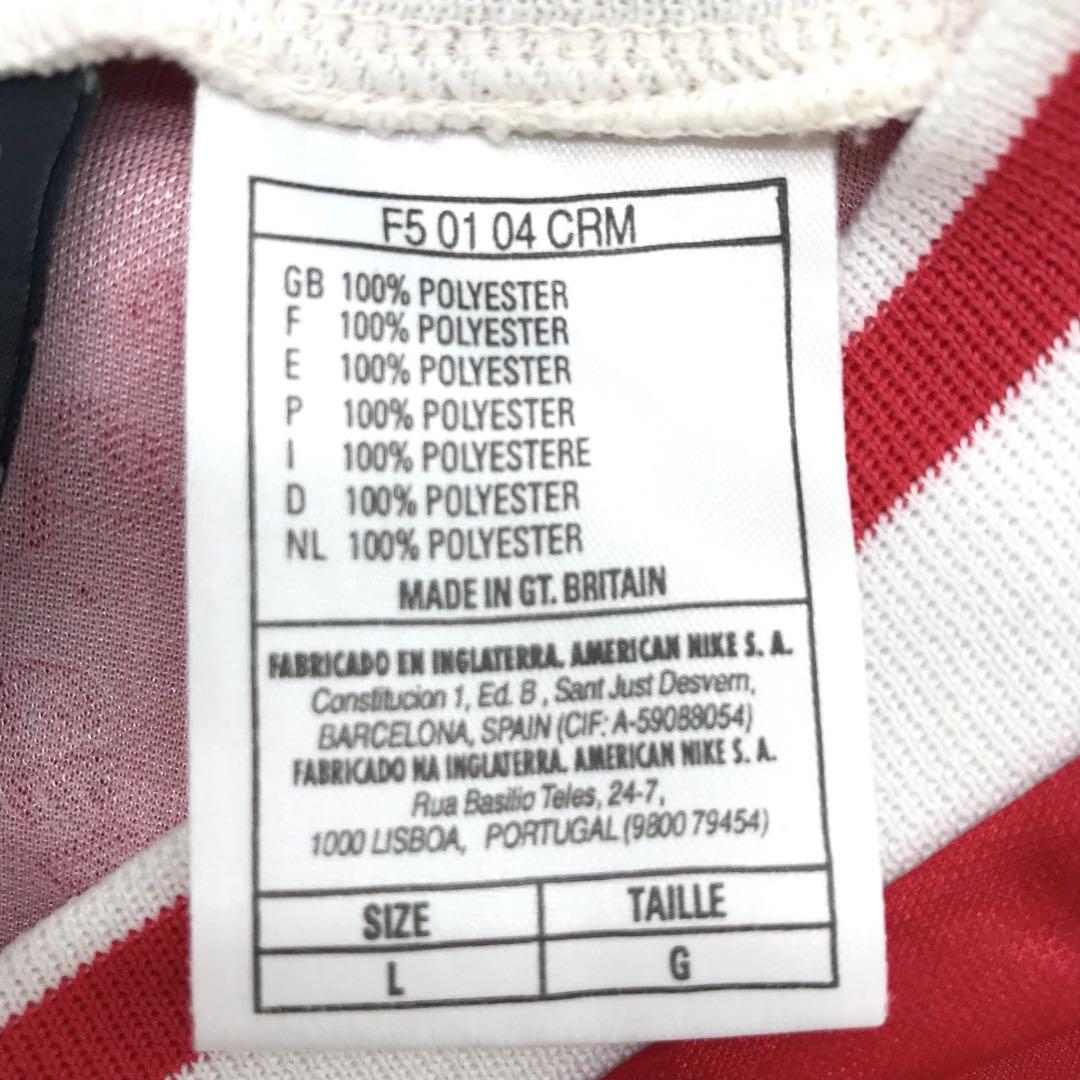 F5 01 04 CRM
GB 100% POLYESTER
F 100% POLYESTER
E 100% POLYESTER
P 100% POLYESTER
I 100% POLYESTERE
D 100% POLYESTER
NL 100% POLYESTER
MADE IN GT. BRITAIN
FABRICADO EN INGLATERRA. AMERICAN NIKE S. A.
Constitucion 1, Ed. B , Sant Just Desvern,
BARCELONA, SPAIN (CIF: A-59088054)
FABRICADO NA INGLATERRA. AMERICAN NIKE S. A.
Rua Basilio Teles, 24-7,
1000 LISBOA, PORTUGAL (9800 79454)
SIZE TAILLE
L G